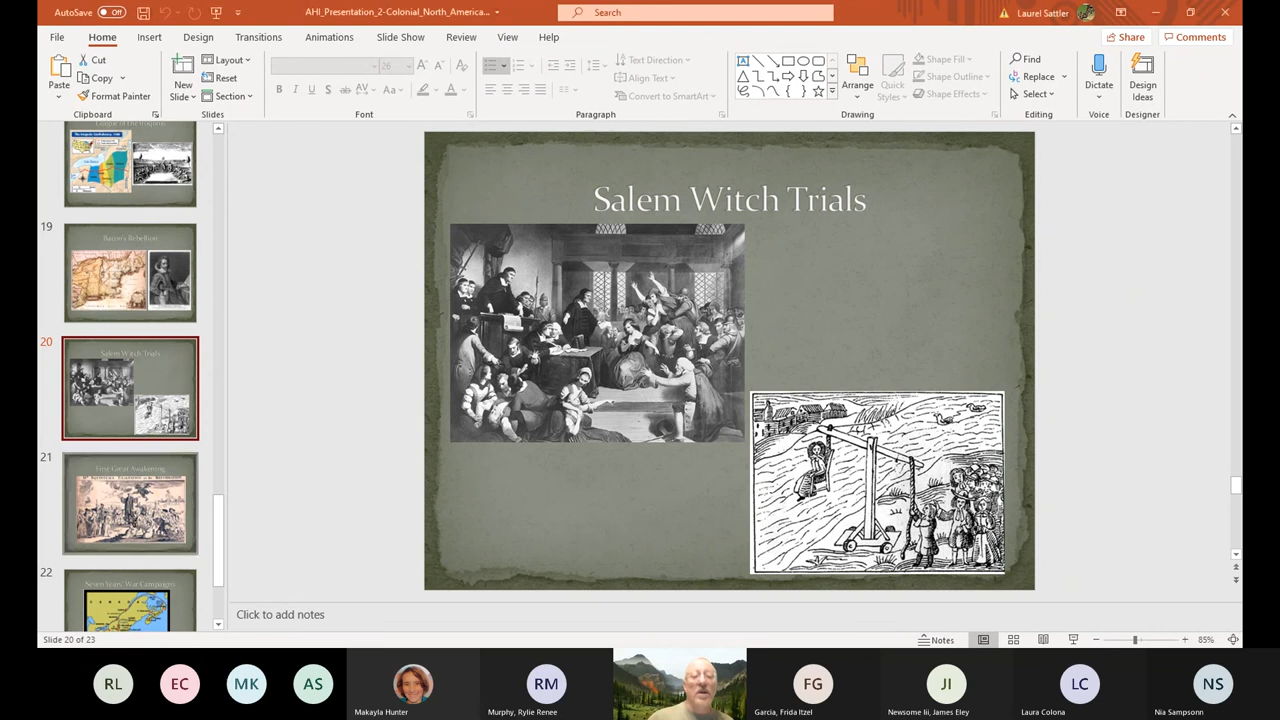 AutoSave Off AHI_Presentation_2-Colonial_North_America... Search Laurel Sattler
File Home Insert Design Transitions Animations Slide Show Review View Help Share Comments
Paste Cut Copy Format Painter
Clipboard
New Slide Layout Reset Section
Slides
26
B I U S ab AV Aa A
Font
Text Direction
Align Text
Convert to SmartArt
Paragraph
Arrange Quick Styles Shape Fill Shape Outline Shape Effects
Drawing
Find
Replace
Select
Editing
Dictate
Voice
Design Ideas
Designer
19
Bacon's Rebellion
20
Salem Witch Trials
21
First Great Awakening
22
Seven Years' War Campaigns
Salem Witch Trials
Click to add notes
Slide 20 of 23 Notes 85%
RL EC MK AS RM FG JI LC NS
Makayla Hunter Murphy, Rylie Renee Garcia, Frida Itzel Newsome Iii, James Eley Laura Colona Nia Sampsonn